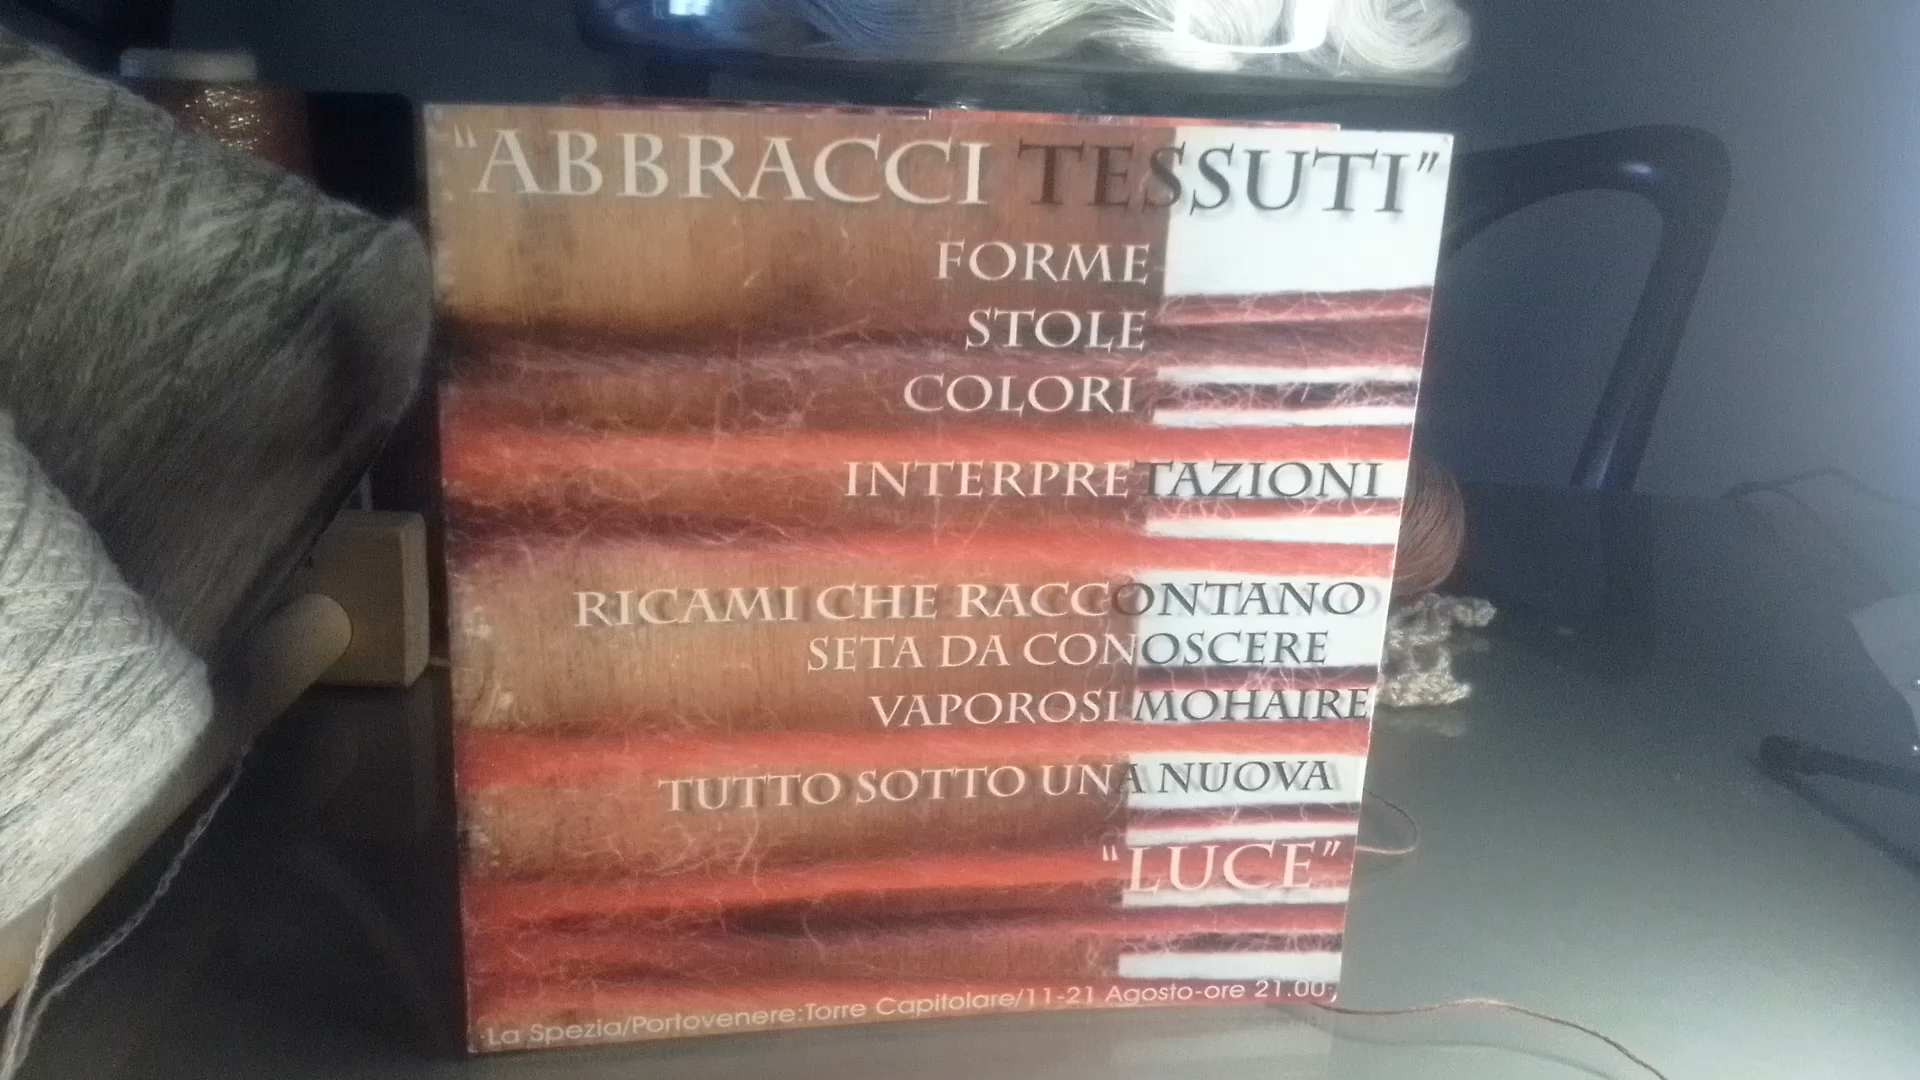 “ABBRACCI TESSUTI”
FORME
STOLE
COLORI
INTERPRETAZIONI
RICAMI CHE RACCONTANO
SETA DA CONOSCERE
VAPOROSI MOHAIRE
TUTTO SOTTO UNA NUOVA
“LUCE”
La Spezia/Portovenere:Torre Capitolare/11-21 Agosto-ore 21.00